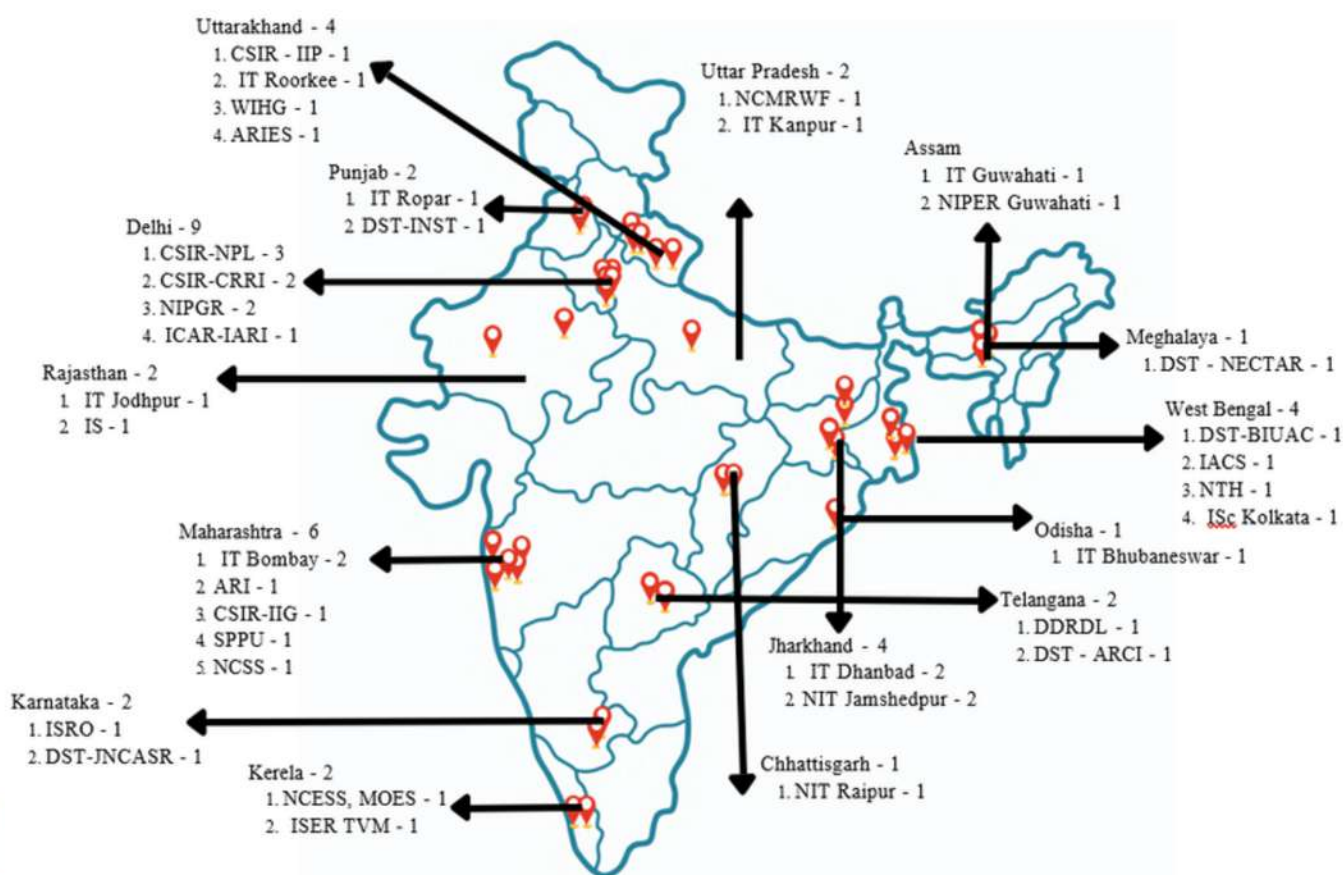 Uttarakhand - 4
1. CSIR - IIP - 1
2. IT Roorkee - 1
3. WIHG - 1
4. ARIES - 1
Uttar Pradesh - 2
1. NCMRWF - 1
2. IT Kanpur - 1
Assam
1. IT Guwahati - 1
2 NIPER Guwahati - 1
Punjab - 2
1. IT Ropar - 1
2 DST-INST - 1
Delhi - 9
1. CSIR-NPL - 3
2. CSIR-CRRI - 2
3. NIPGR - 2
4. ICAR-IARI - 1
Meghalaya - 1
1. DST - NECTAR - 1
Rajasthan - 2
1. IT Jodhpur - 1
2 IS - 1
West Bengal - 4
1. DST-BIUAC - 1
2. IACS - 1
3. NTH - 1
4. ISc Kolkata - 1
Maharashtra - 6
1. IT Bombay - 2
2 ARI - 1
3. CSIR-IIG - 1
4. SPPU - 1
5. NCSS - 1
Odisha - 1
1. IT Bhubaneswar - 1
Telangana - 2
1. DDRDL - 1
2. DST - ARCI - 1
Jharkhand - 4
1. IT Dhanbad - 2
2 NIT Jamshedpur - 2
Karnataka - 2
1. ISRO - 1
2. DST-JNCASR - 1
Kerela - 2
1. NCESS, MOES - 1
2. ISER TVM - 1
Chhattisgarh - 1
1. NIT Raipur - 1